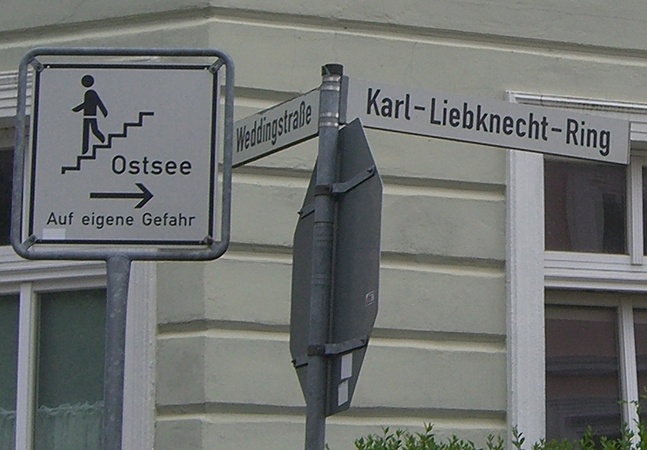 Ostsee
Auf eigene Gefahr
Weddingstraße
Karl-Liebknecht-Ring